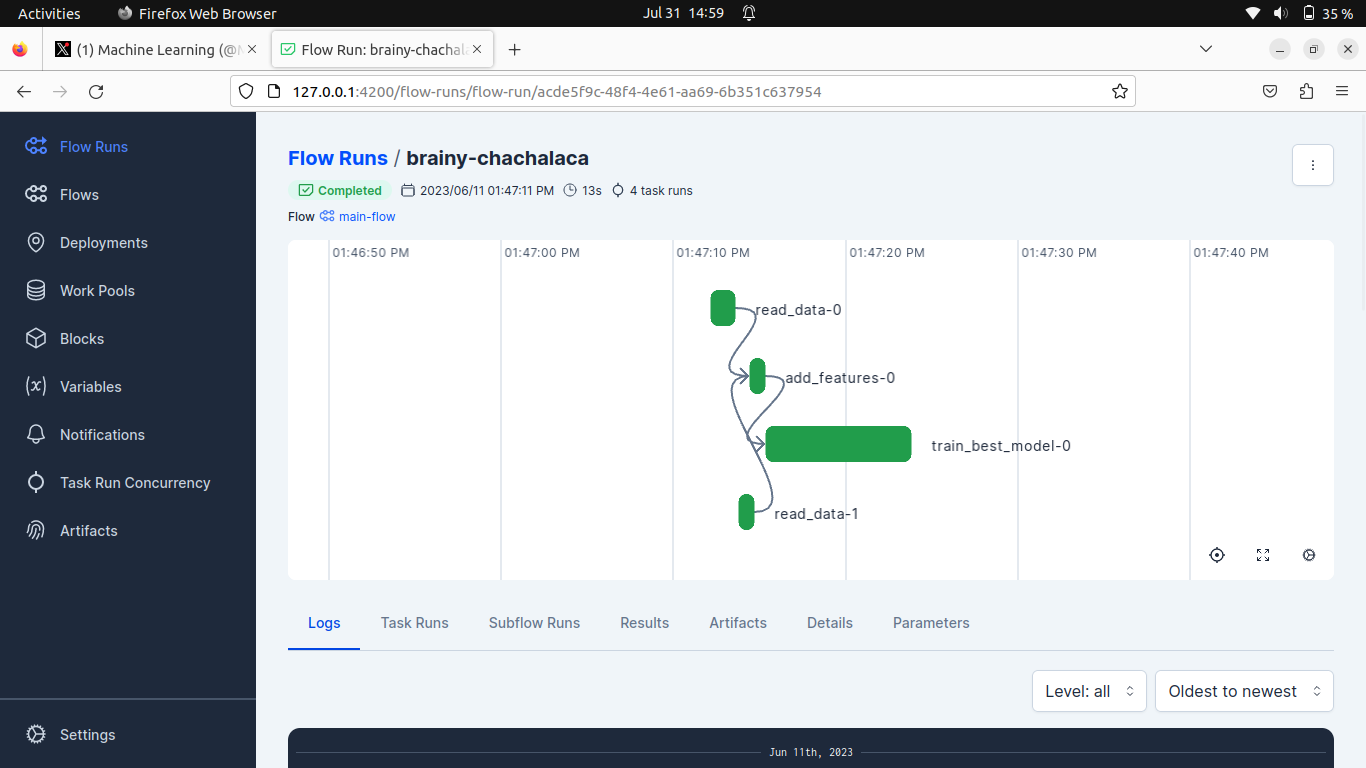 Activities Firefox Web Browser Jul 31 14:59 35 %
(1) Machine Learning (@ Flow Run: brainy-chachal
127.0.0.1:4200/flow-runs/flow-run/acde5f9c-48f4-4e61-aa69-6b351c637954
Flow Runs
Flows
Deployments
Work Pools
Blocks
Variables
Notifications
Task Run Concurrency
Artifacts
Settings
Flow Runs / brainy-chachalaca
Completed 2023/06/11 01:47:11 PM 13s 4 task runs
Flow main-flow
01:46:50 PM 01:47:00 PM 01:47:10 PM 01:47:20 PM 01:47:30 PM 01:47:40 PM
read_data-0
add_features-0
train_best_model-0
read_data-1
Logs Task Runs Subflow Runs Results Artifacts Details Parameters
Level: all Oldest to newest
Jun 11th, 2023